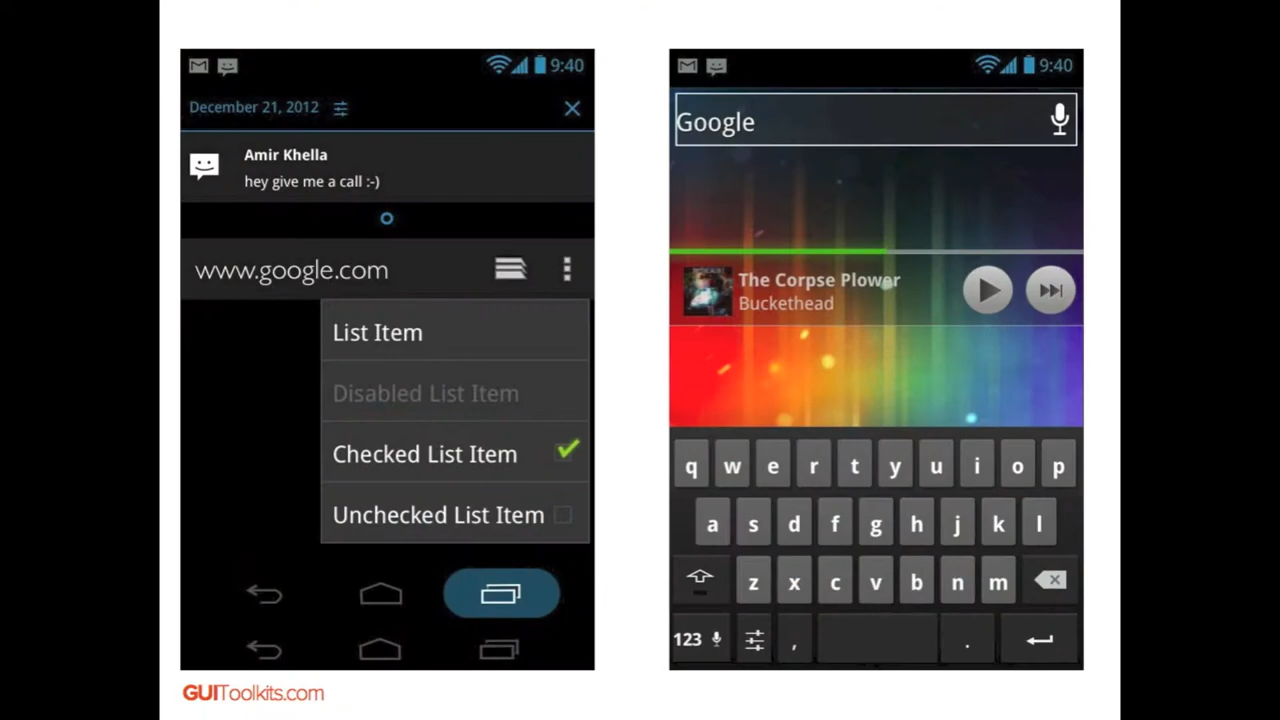 9:40
December 21, 2012
Amir Khella
hey give me a call :-)
www.google.com
List Item
Disabled List Item
Checked List Item
Unchecked List Item
9:40
Google
The Corpse Plower
Buckethead
q w e r t y u i o p
a s d f g h j k l
z x c v b n m
123 , .
GUIToolkits.com